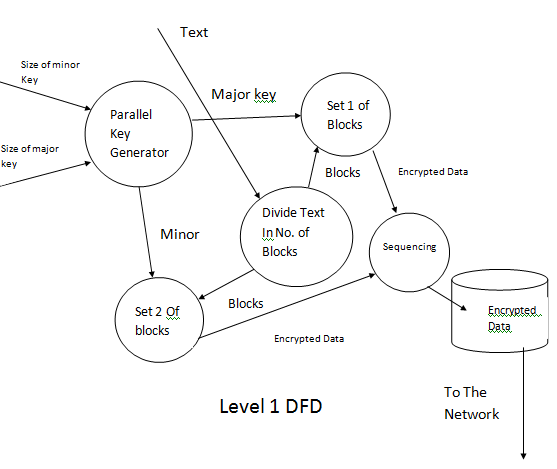 Text
Size of minor
Key
Major key
Set 1 of
Blocks
Parallel
Key
Generator
Size of major
key
Blocks
Encrypted Data
Divide Text
In No. of
Blocks
Minor
Sequencing
Set 2 Of
blocks
Blocks
Encrypted Data
Encrypted
Data
Level 1 DFD
To The
Network